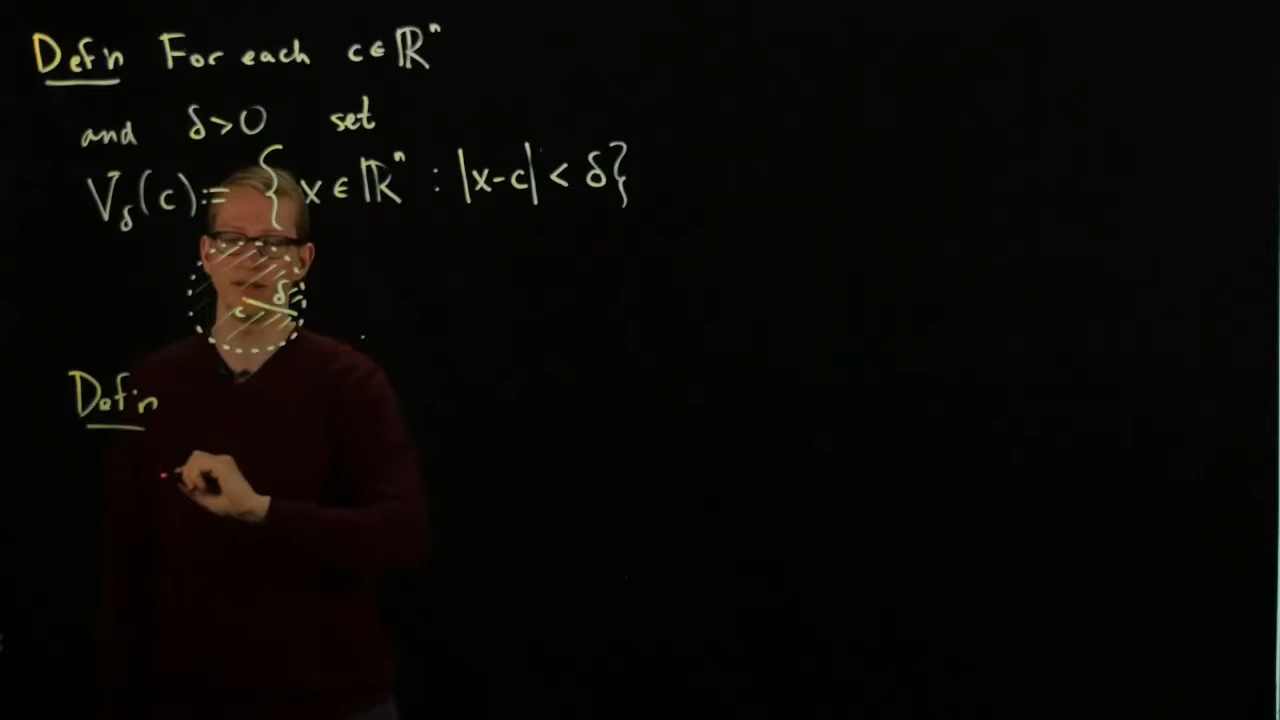 Defn For each c ∈ ℝⁿ
and δ > 0 set
V_δ(c) := { x ∈ ℝⁿ : |x-c| < δ}
δ
c
Defn